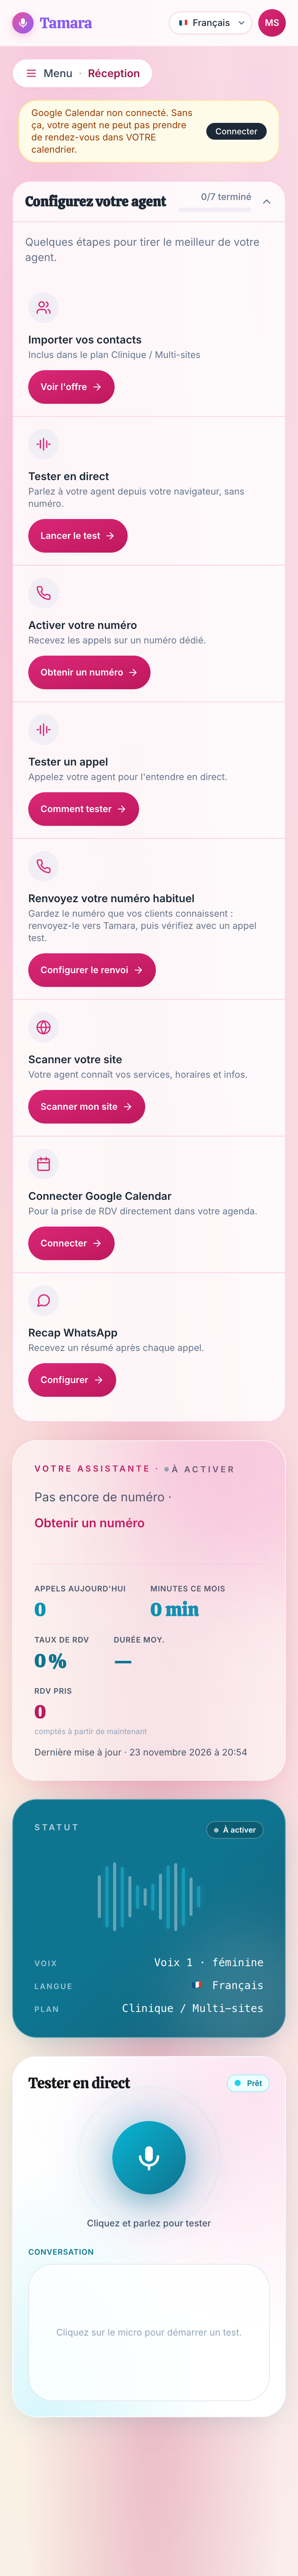 Tamara
Français
MS
Menu · Réception
Google Calendar non connecté. Sans
ça, votre agent ne peut pas prendre
de rendez-vous dans VOTRE
calendrier.
Connecter
Configurez votre agent
0/7 terminé
Quelques étapes pour tirer le meilleur de votre
agent.
Importer vos contacts
Inclus dans le plan Clinique / Multi-sites
Voir l'offre →
Tester en direct
Parlez à votre agent depuis votre navigateur, sans
numéro.
Lancer le test →
Activer votre numéro
Recevez les appels sur un numéro dédié.
Obtenir un numéro →
Tester un appel
Appelez votre agent pour l'entendre en direct.
Comment tester →
Renvoyez votre numéro habituel
Gardez le numéro que vos clients connaissent :
renvoyez-le vers Tamara, puis vérifiez avec un appel
test.
Configurer le renvoi →
Scanner votre site
Votre agent connaît vos services, horaires et infos.
Scanner mon site →
Connecter Google Calendar
Pour la prise de RDV directement dans votre agenda.
Connecter →
Recap WhatsApp
Recevez un résumé après chaque appel.
Configurer →
VOTRE ASSISTANTE · À ACTIVER
Pas encore de numéro ·
Obtenir un numéro
APPELS AUJOURD'HUI
0
MINUTES CE MOIS
0 min
TAUX DE RDV
0 %
DURÉE MOY.
—
RDV PRIS
0
comptés à partir de maintenant
Dernière mise à jour · 23 novembre 2026 à 20:54
STATUT
À activer
VOIX
Voix 1 · féminine
LANGUE
Français
PLAN
Clinique / Multi-sites
Tester en direct
Prêt
Cliquez et parlez pour tester
CONVERSATION
Cliquez sur le micro pour démarrer un test.